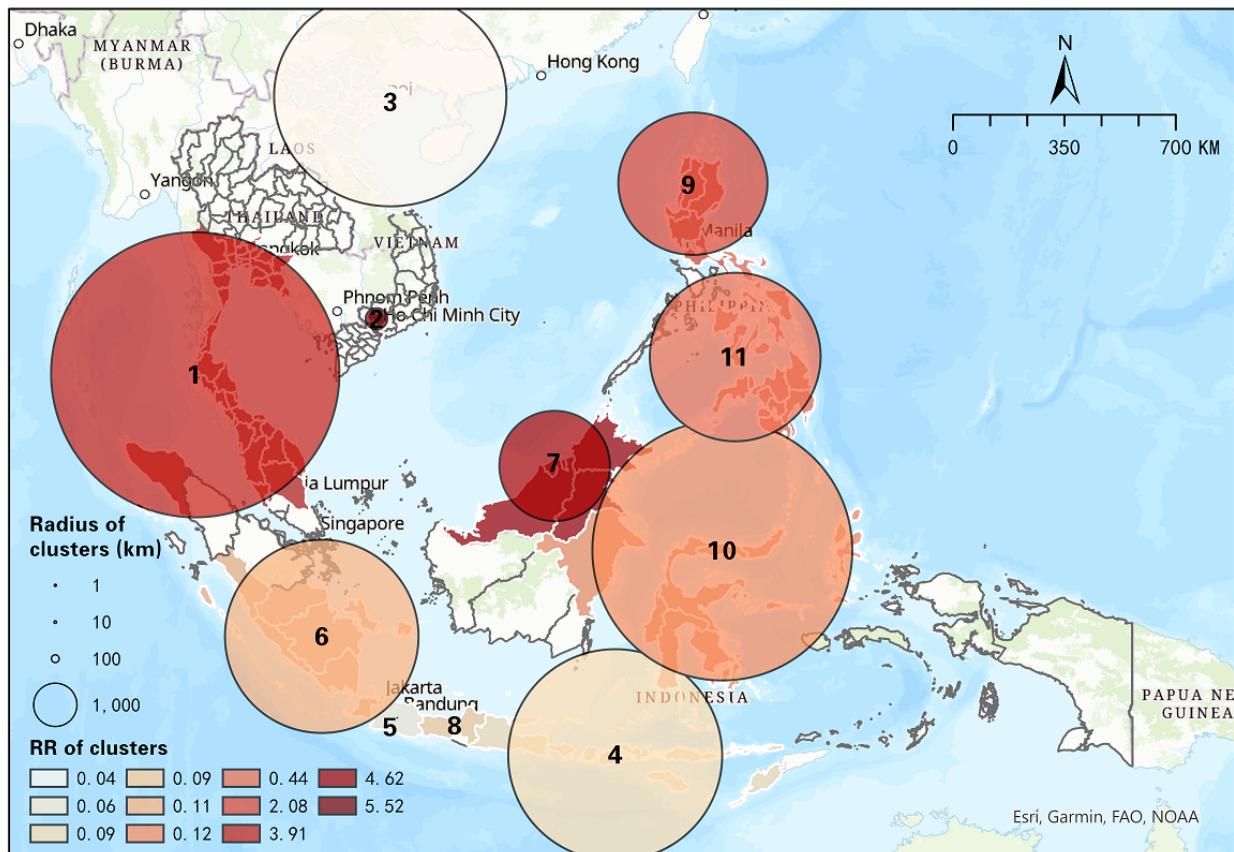 Dhaka
MYANMAR
(BURMA)
Hong Kong
3
N
LAOS
0 350 700 KM
Yangon
9
THAILAND
Manila
VIETNAM
Phnom Penh
2
Ho Chi Minh City
PHILIPPIN
11
1
7
ia Lumpur
Singapore
10
6
Jakarta
Bandung
INDONESIA
5
8
4
PAPUA NE
GUINEA
Radius of
clusters (km)
1
10
100
1,000
RR of clusters
0.04 0.09 0.44 4.62
0.06 0.11 2.08 5.52
0.09 0.12 3.91
Esri, Garmin, FAO, NOAA